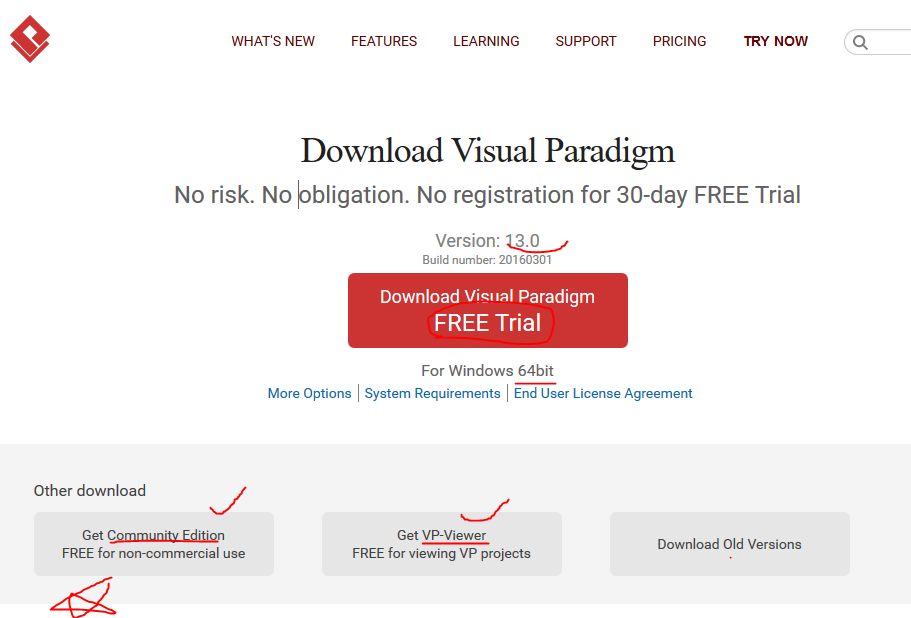 WHAT'S NEW FEATURES LEARNING SUPPORT PRICING TRY NOW
Download Visual Paradigm
No risk. No obligation. No registration for 30-day FREE Trial
Version: 13.0
Build number: 20160301
Download Visual Paradigm
FREE Trial
For Windows 64bit
More Options | System Requirements | End User License Agreement
Other download
Get Community Edition
FREE for non-commercial use
Get VP-Viewer
FREE for viewing VP projects
Download Old Versions